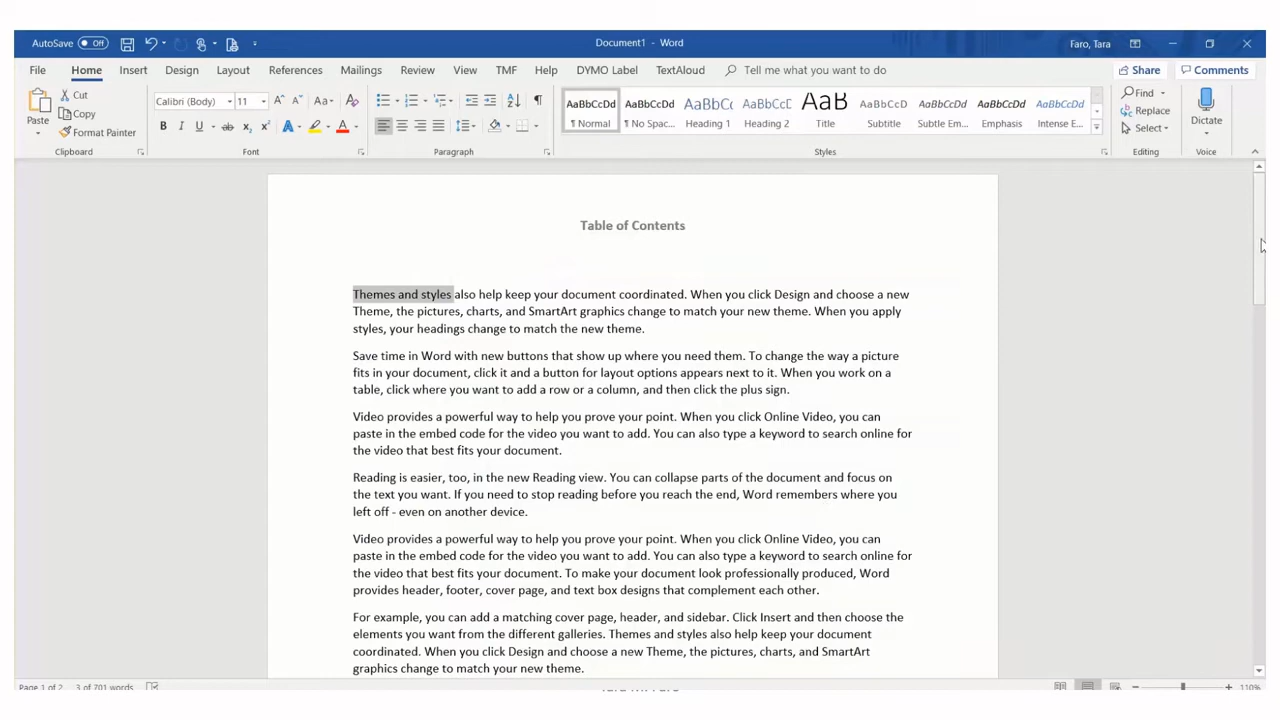 AutoSave Off
Document1 - Word
Faro, Tara
File Home Insert Design Layout References Mailings Review View TMF Help DYMO Label TextAloud Tell me what you want to do
Share Comments
Paste
Cut
Copy
Format Painter
Clipboard
Calibri (Body) 11
Font
Paragraph
AaBbCcDd AaBbCcDd AaBbCc AaBbCcD AaB AaBbCcD AaBbCcDd AaBbCcDd AaBbCcDd
¶ Normal ¶ No Spac... Heading 1 Heading 2 Title Subtitle Subtle Em... Emphasis Intense E...
Styles
Find
Replace
Select
Editing
Dictate
Voice
Table of Contents
Themes and styles also help keep your document coordinated. When you click Design and choose a new
Theme, the pictures, charts, and SmartArt graphics change to match your new theme. When you apply
styles, your headings change to match the new theme.
Save time in Word with new buttons that show up where you need them. To change the way a picture
fits in your document, click it and a button for layout options appears next to it. When you work on a
table, click where you want to add a row or a column, and then click the plus sign.
Video provides a powerful way to help you prove your point. When you click Online Video, you can
paste in the embed code for the video you want to add. You can also type a keyword to search online for
the video that best fits your document.
Reading is easier, too, in the new Reading view. You can collapse parts of the document and focus on
the text you want. If you need to stop reading before you reach the end, Word remembers where you
left off - even on another device.
Video provides a powerful way to help you prove your point. When you click Online Video, you can
paste in the embed code for the video you want to add. You can also type a keyword to search online for
the video that best fits your document. To make your document look professionally produced, Word
provides header, footer, cover page, and text box designs that complement each other.
For example, you can add a matching cover page, header, and sidebar. Click Insert and then choose the
elements you want from the different galleries. Themes and styles also help keep your document
coordinated. When you click Design and choose a new Theme, the pictures, charts, and SmartArt
graphics change to match your new theme.
Page 1 of 2 3 of 701 words
110%